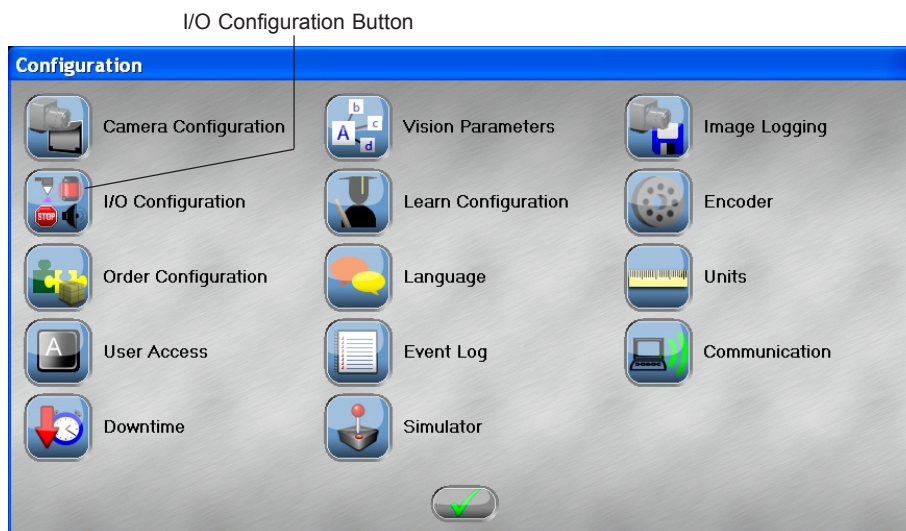 I/O Configuration Button
Configuration
Camera Configuration
Vision Parameters
b
A
c
d
Image Logging
I/O Configuration
STOP
Learn Configuration
Encoder
Order Configuration
Language
Units
A
User Access
Event Log
Communication
Downtime
Simulator